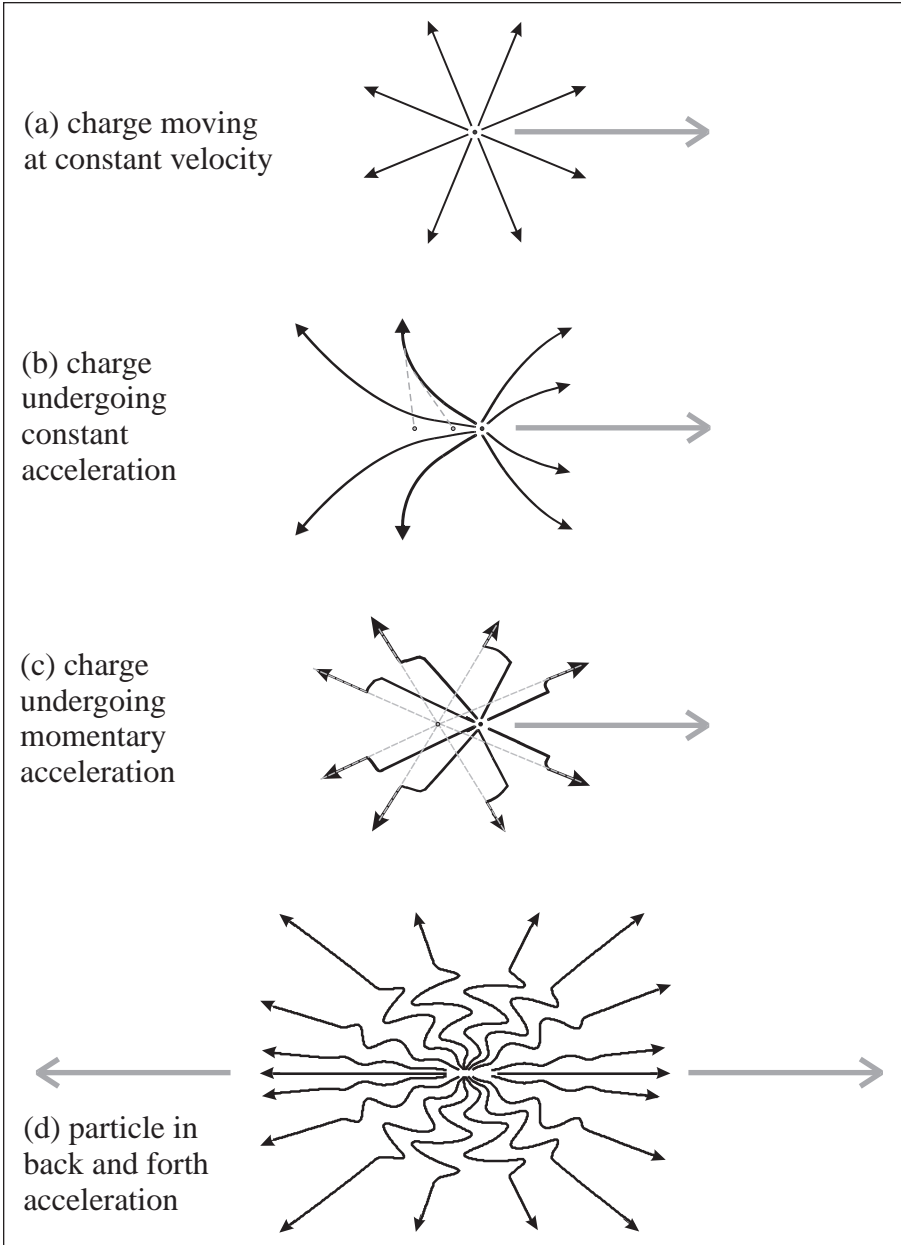 (a) charge moving
at constant velocity
(b) charge
undergoing
constant
acceleration
(c) charge
undergoing
momentary
acceleration
(d) particle in
back and forth
acceleration